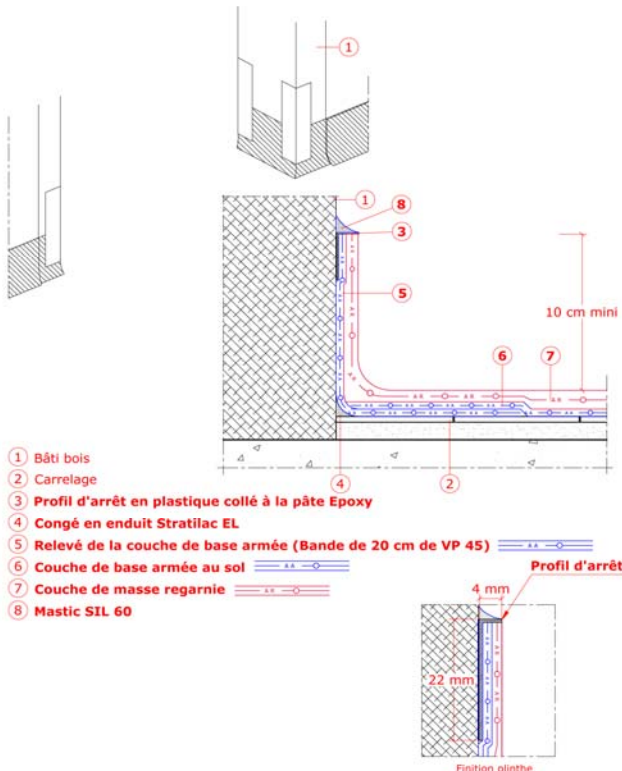 1
1
8
3
5
10 cm mini
6
7
4
2
1 Bâti bois
2 Carrelage
3 Profil d'arrêt en plastique collé à la pâte Epoxy
4 Congé en enduit Stratilac EL
5 Relevé de la couche de base armée (Bande de 20 cm de VP 45)
6 Couche de base armée au sol
7 Couche de masse regarnie
8 Mastic SIL 60
Profil d'arrêt
4 mm
22 mm
Finition plinthe